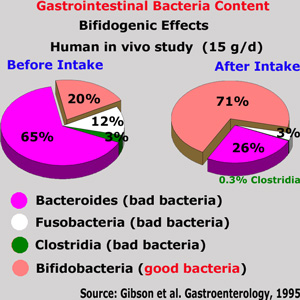 Gastrointestinal Bacteria Content
Bifidogenic Effects
Human in vivo study (15 g/d)
Before Intake
After Intake
20%
12%
3%
65%
71%
3%
26%
0.3% Clostridia
Bacteroides (bad bacteria)
Fusobacteria (bad bacteria)
Clostridia (bad bacteria)
Bifidobacteria (good bacteria)
Source: Gibson et al. Gastroenterology, 1995